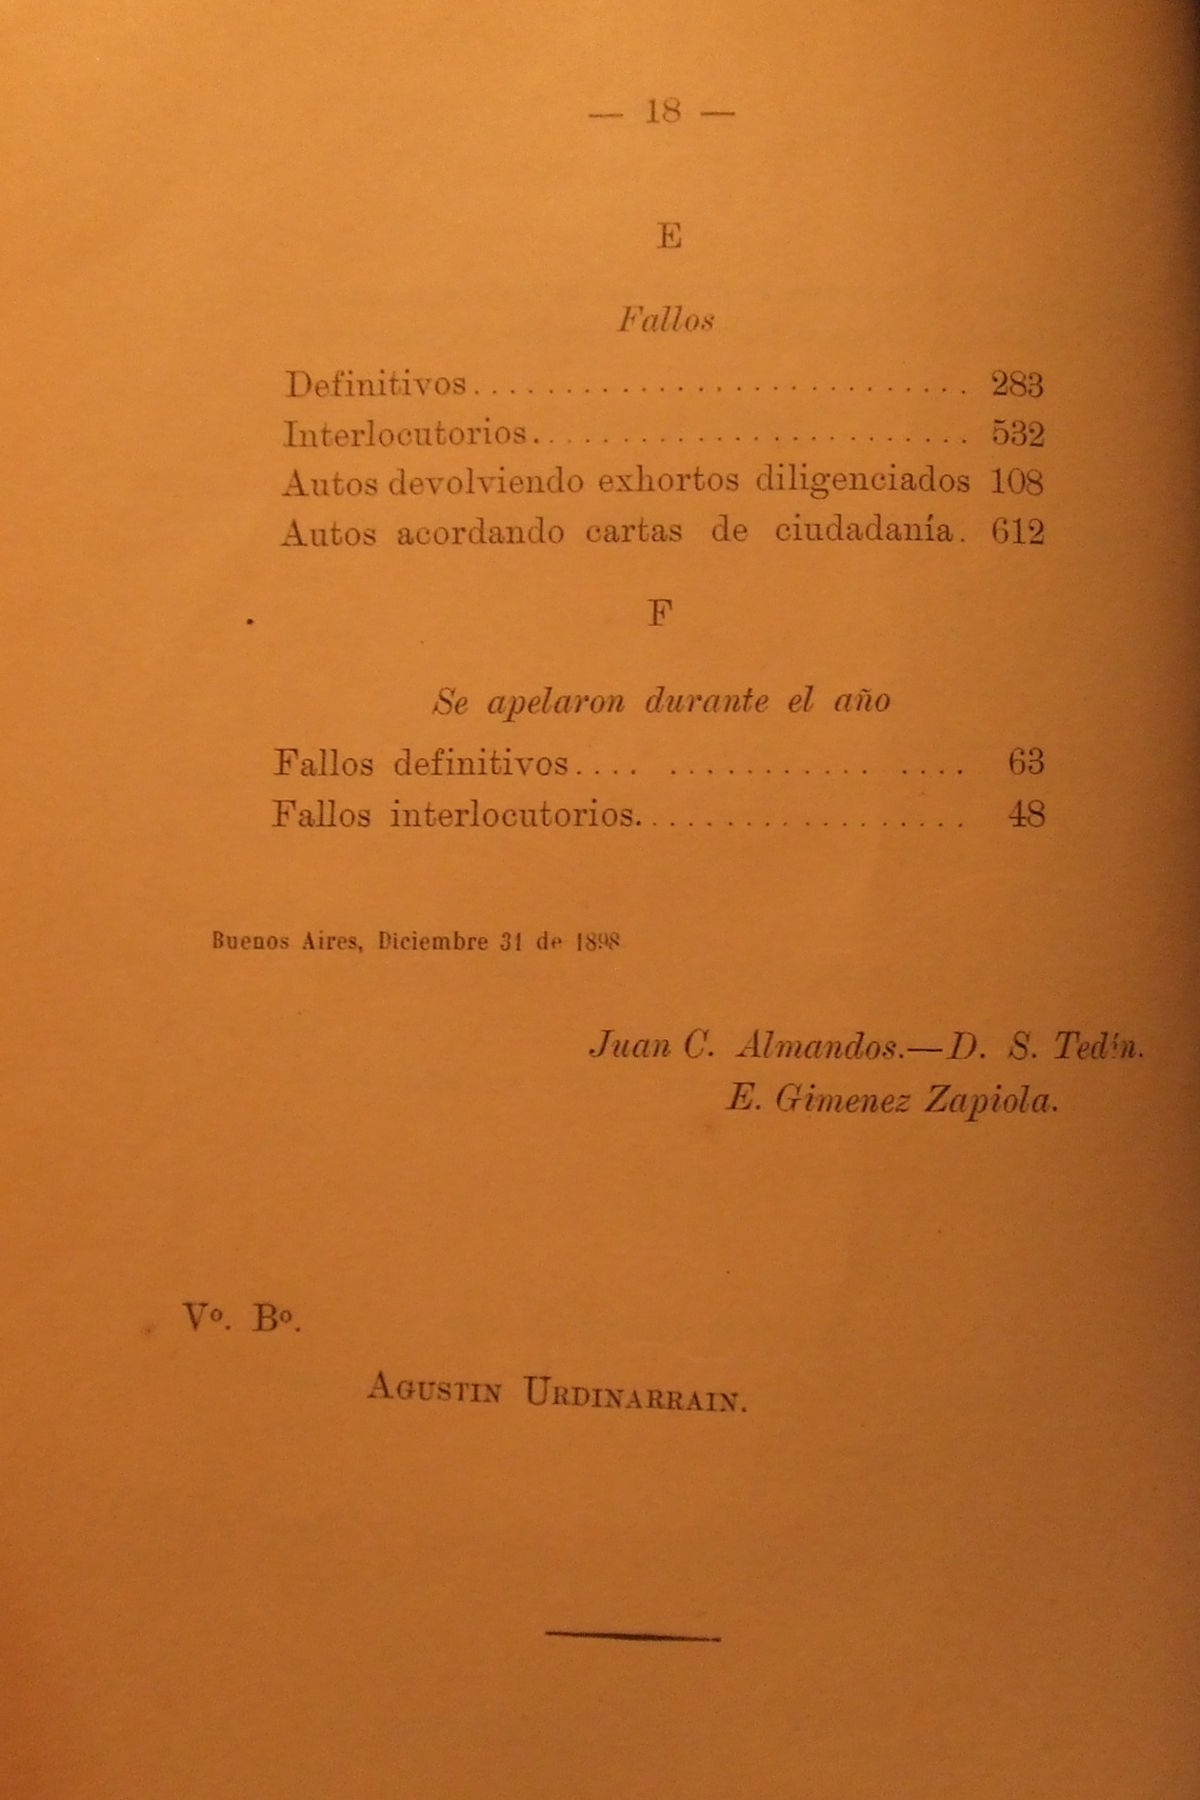 — 18 —
E
Fallos
Definitivos............................ 283
Interlocutorios......................... 532
Autos devolviendo exhortos diligenciados 108
Autos acordando cartas de ciudadanía. 612
F
Se apelaron durante el año
Fallos definitivos.... ............ .... 63
Fallos interlocutorios................... 48
Buenos Aires, Diciembre 31 de 1898
Juan C. Almandos.—D. S. Tedín.
E. Gimenez Zapiola.
Vº. Bº.
AGUSTIN URDINARRAIN.